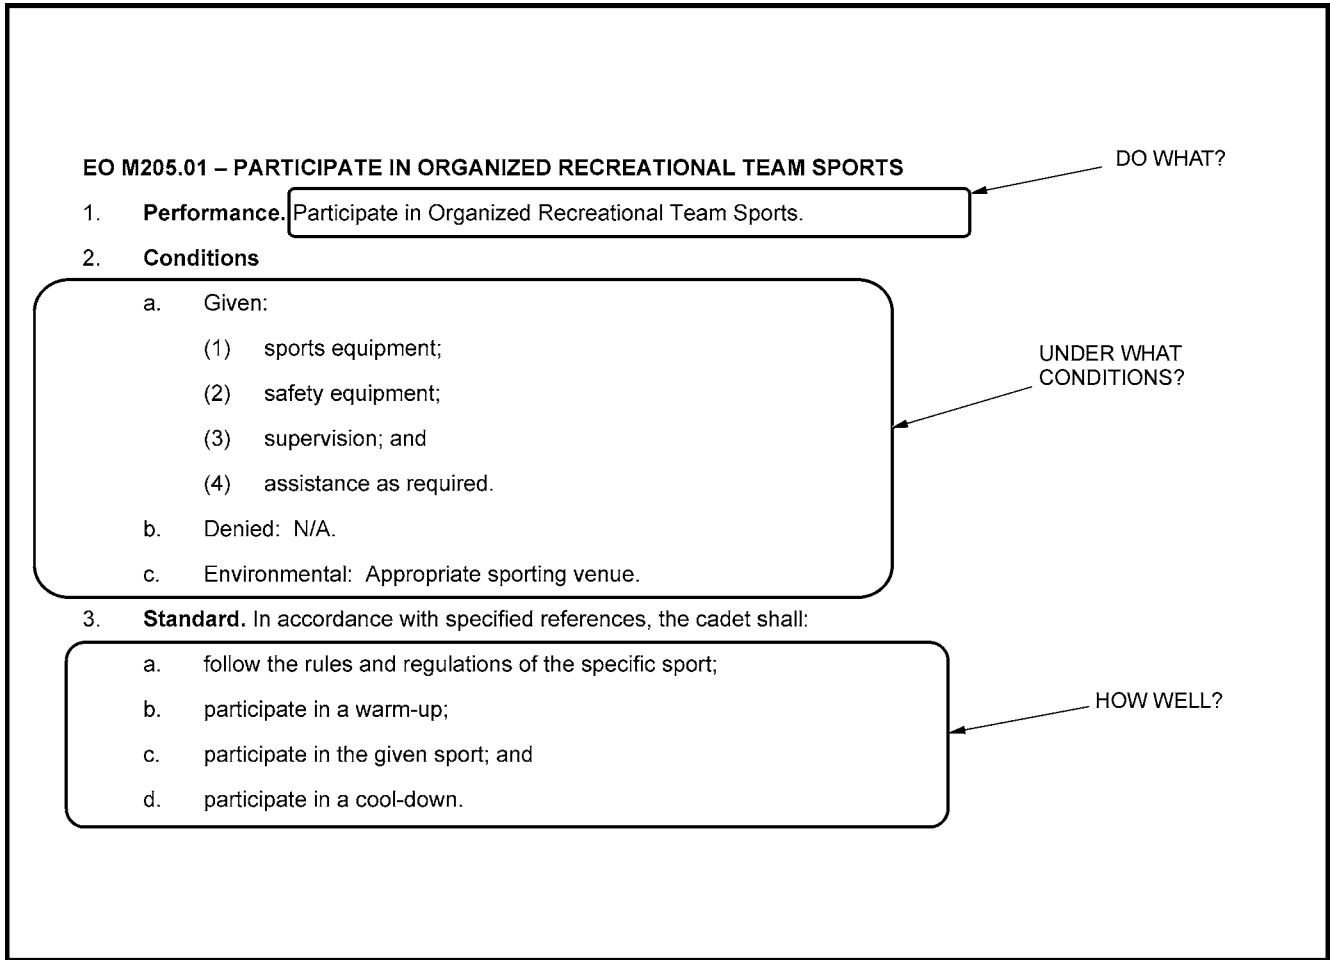 EO M205.01 – PARTICIPATE IN ORGANIZED RECREATIONAL TEAM SPORTS
DO WHAT?
1. Performance. Participate in Organized Recreational Team Sports.
2. Conditions
a. Given:
(1) sports equipment;
(2) safety equipment;
(3) supervision; and
(4) assistance as required.
UNDER WHAT
CONDITIONS?
b. Denied: N/A.
c. Environmental: Appropriate sporting venue.
3. Standard. In accordance with specified references, the cadet shall:
a. follow the rules and regulations of the specific sport;
b. participate in a warm-up;
c. participate in the given sport; and
d. participate in a cool-down.
HOW WELL?